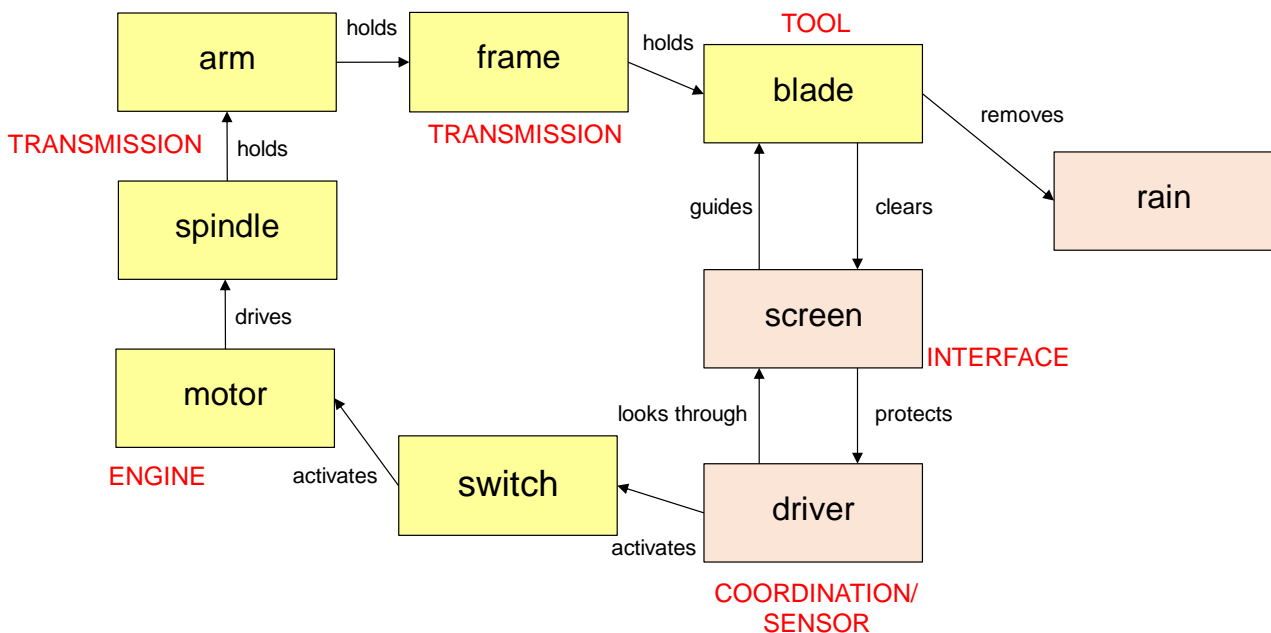 TOOL
holds
holds
arm
frame
blade
removes
TRANSMISSION
TRANSMISSION
holds
rain
spindle
guides
clears
drives
screen
INTERFACE
motor
looks through
protects
ENGINE
activates
switch
driver
activates
COORDINATION/
SENSOR